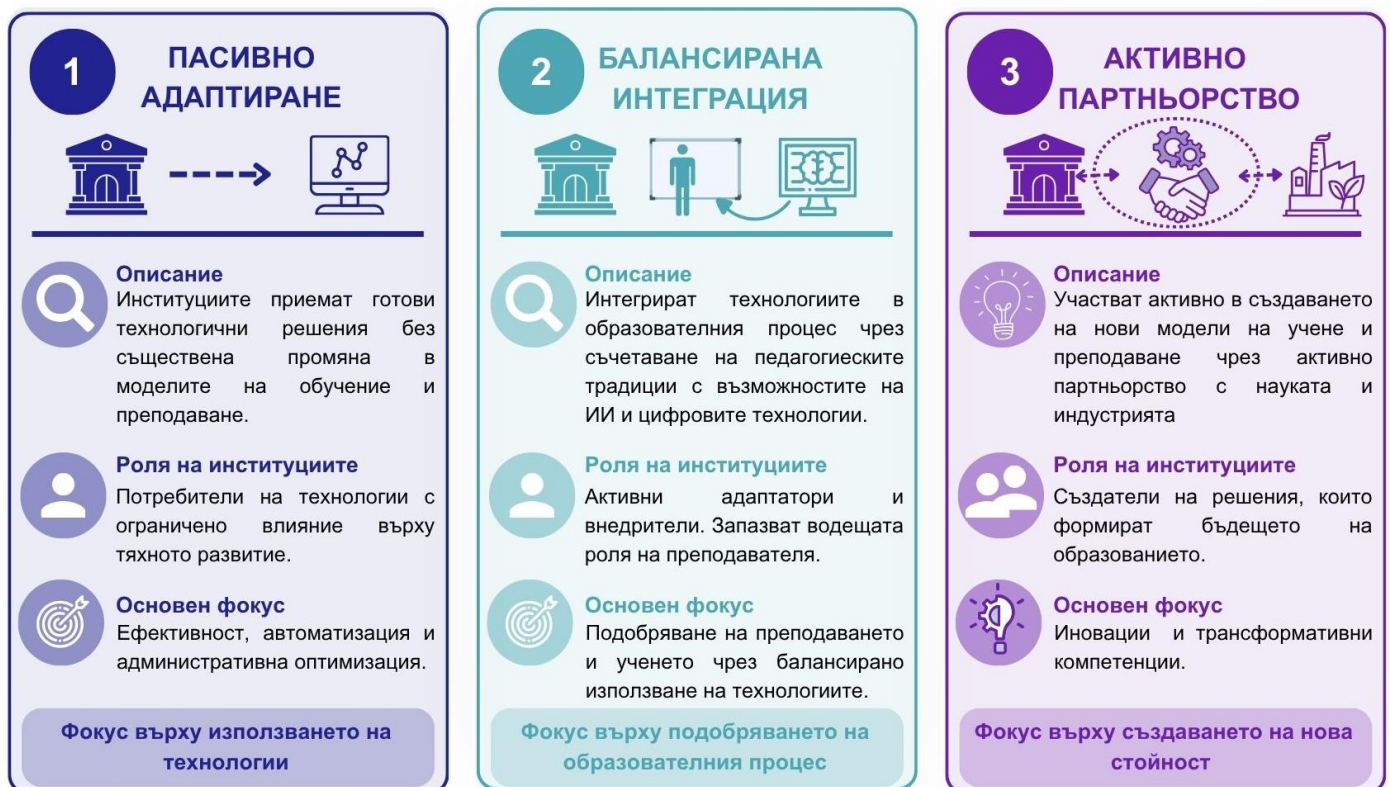 1
ПАСИВНО
АДАПТИРАНЕ
Описание
Институциите приемат готови
технологични решения без
съществена промяна в
моделите на обучение и
преподаване.
Роля на институциите
Потребители на технологии с
ограничено влияние върху
тяхното развитие.
Основен фокус
Ефективност, автоматизация и
административна оптимизация.
Фокус върху използването на
технологии
2
БАЛАНСИРАНА
ИНТЕГРАЦИЯ
Описание
Интегрират технологиите в
образователния процес чрез
съчетаване на педагогиеските
традиции с възможностите на
ИИ и цифровите технологии.
Роля на институциите
Активни адаптатори и
внедрители. Запазват водещата
роля на преподавателя.
Основен фокус
Подобряване на преподаването
и ученето чрез балансирано
използване на технологиите.
Фокус върху подобряването на
образователния процес
3
АКТИВНО
ПАРТНЬОРСТВО
Описание
Участват активно в създаването
на нови модели на учене и
преподаване чрез активно
партньорство с науката и
индустрията
Роля на институциите
Създатели на решения, които
формират бъдещето на
образованието.
Основен фокус
Иновации и трансформативни
компетенции.
Фокус върху създаването на нова
стойност